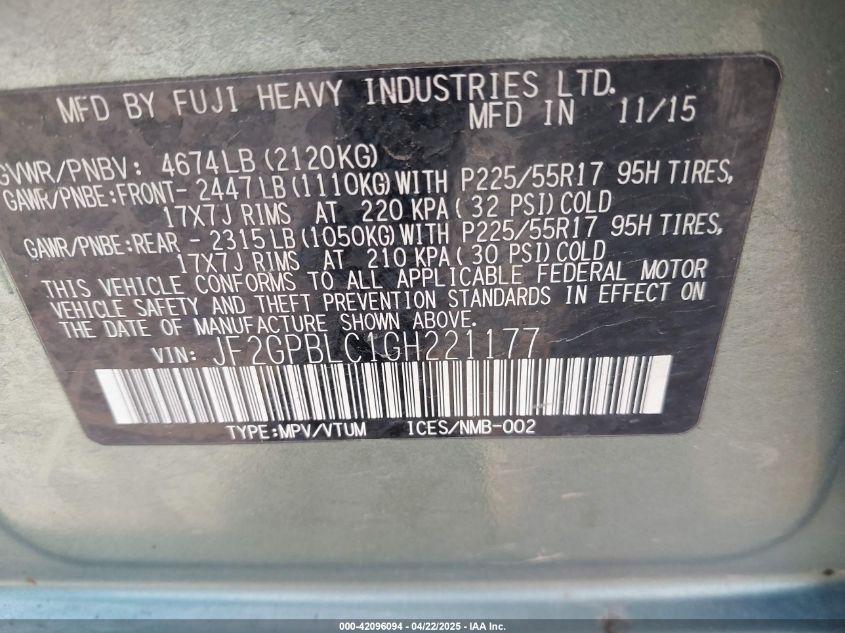 MFD BY FUJI HEAVY INDUSTRIES LTD.
MFD IN 11/15
GVWR/PNBV: 4674LB(2120KG)
GAWR/PNBE:FRONT- 2447LB(1110KG)WITH P225/55R17 95H TIRES,
17X7J RIMS AT 220 KPA(32 PSI)COLD
GAWR/PNBE:REAR - 2315LB(1050KG)WITH P225/55R17 95H TIRES,
17X7J RIMS AT 210 KPA(30 PSI)COLD
THIS VEHICLE CONFORMS TO ALL APPLICABLE FEDERAL MOTOR
VEHICLE SAFETY AND THEFT PREVENTION STANDARDS IN EFFECT ON
THE DATE OF MANUFACTURE SHOWN ABOVE.
VIN: JF2GPBLC1GH221177
TYPE:MPV/VTUM ICES/NMB-002
000-42096094 - 04/22/2025 - IAA Inc.